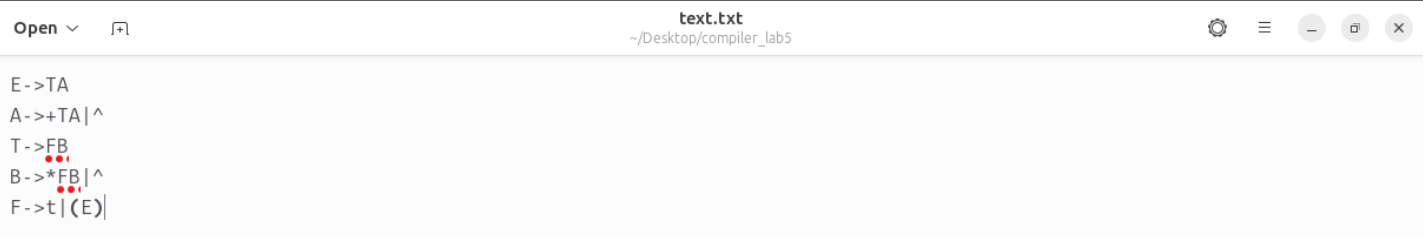 Open
text.txt
~/Desktop/compiler_lab5
E->TA
A->+TA|^
T->FB
B->*FB|^
F->t|(E)